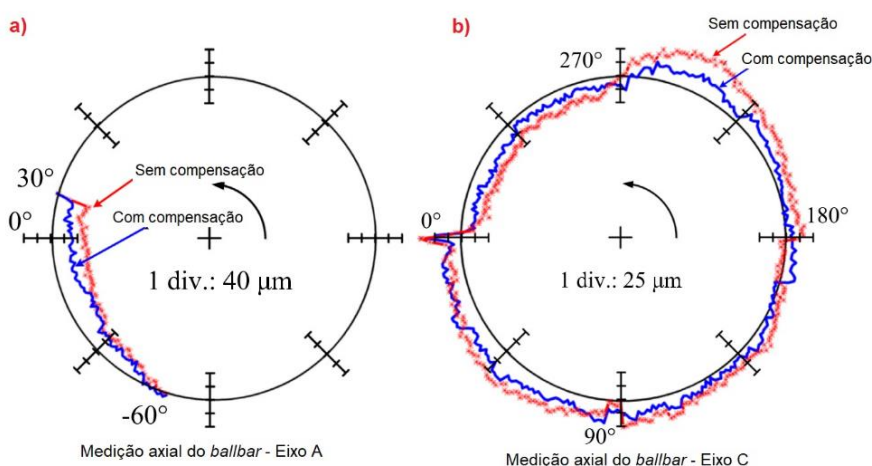 a)
30°
Sem compensação
0°
Com compensação
1 div.: 40 µm
-60°
Medição axial do ballbar - Eixo A
b)
Sem compensação
270°
Com compensação
0°
180°
1 div.: 25 µm
90°
Medição axial do ballbar - Eixo C